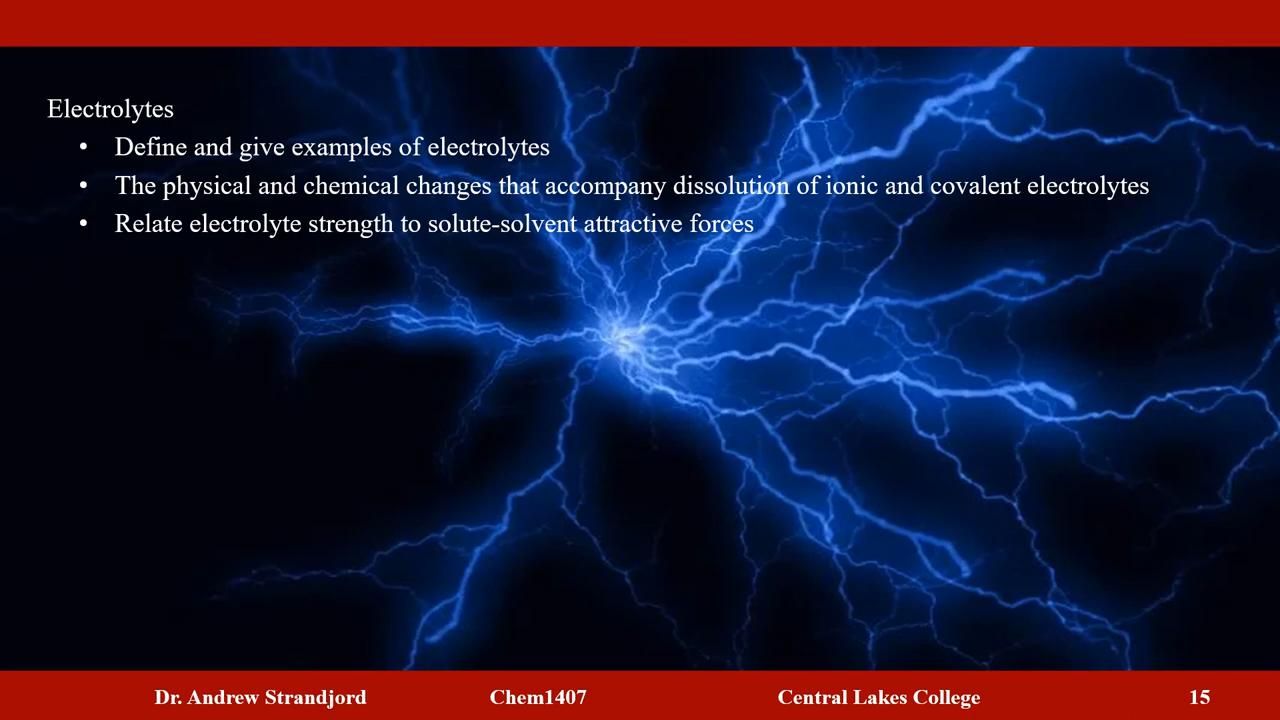 Electrolytes
• Define and give examples of electrolytes
• The physical and chemical changes that accompany dissolution of ionic and covalent electrolytes
• Relate electrolyte strength to solute-solvent attractive forces
Dr. Andrew Strandjord Chem1407 Central Lakes College 15